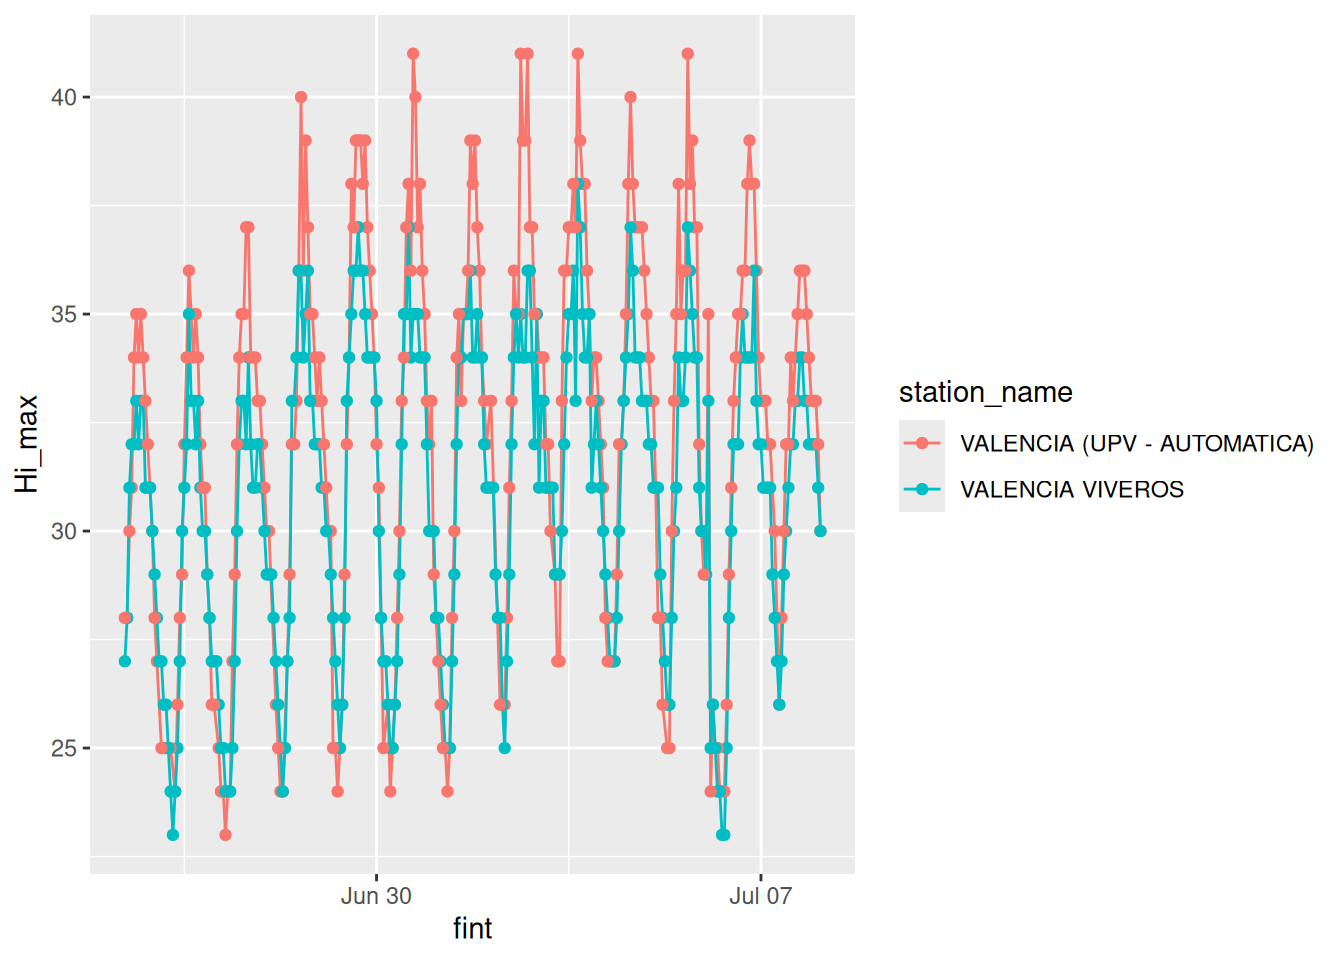 Hi_max
40
35
30
25
Jun 30
Jul 07
fint
station_name
VALENCIA (UPV - AUTOMATICA)
VALENCIA VIVEROS